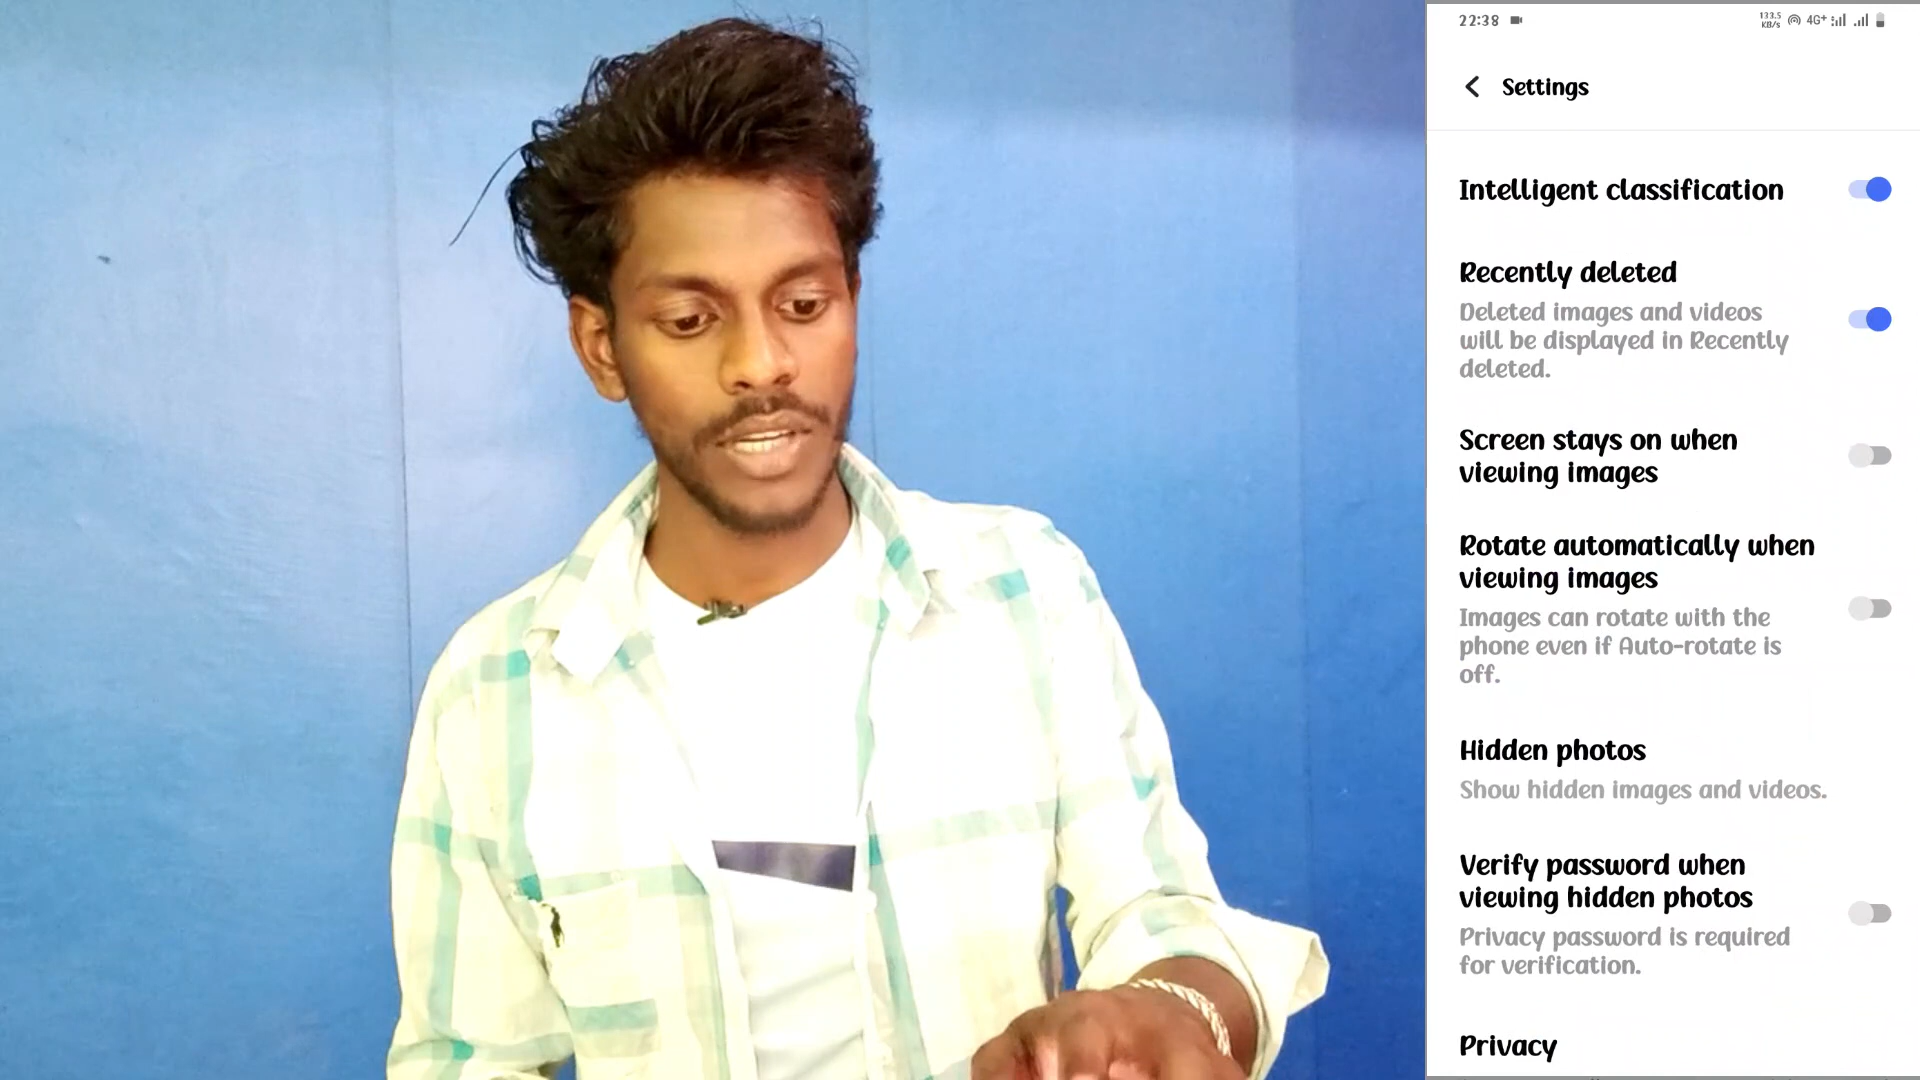 22:38
133.5
KB/s
4G+
Settings
Intelligent classification
Recently deleted
Deleted images and videos
will be displayed in Recently
deleted.
Screen stays on when
viewing images
Rotate automatically when
viewing images
Images can rotate with the
phone even if Auto-rotate is
off.
Hidden photos
Show hidden images and videos.
Verify password when
viewing hidden photos
Privacy password is required
for verification.
Privacy